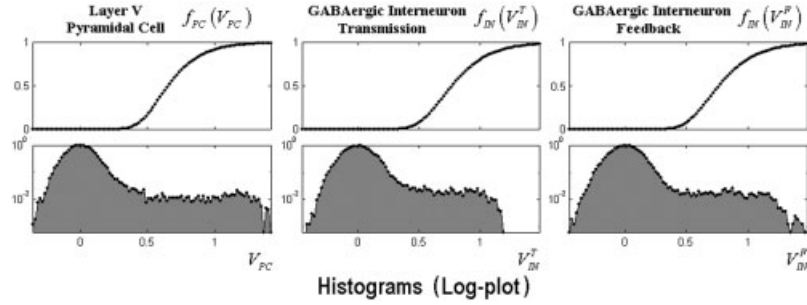 Layer V
Pyramidal Cell
f_PC(V_PC)
GABAergic Interneuron
Transmission
f_IN(V_IN^T)
GABAergic Interneuron
Feedback
f_IN(V_IN^F)
1
0.5
0
1
0.5
0
1
0.5
0
10^0
10^-2
10^0
10^-2
10^0
10^-2
0 0.5 1
0 0.5 1
0 0.5 1
V_PC
V_IN^T
V_IN^F
Histograms (Log-plot)